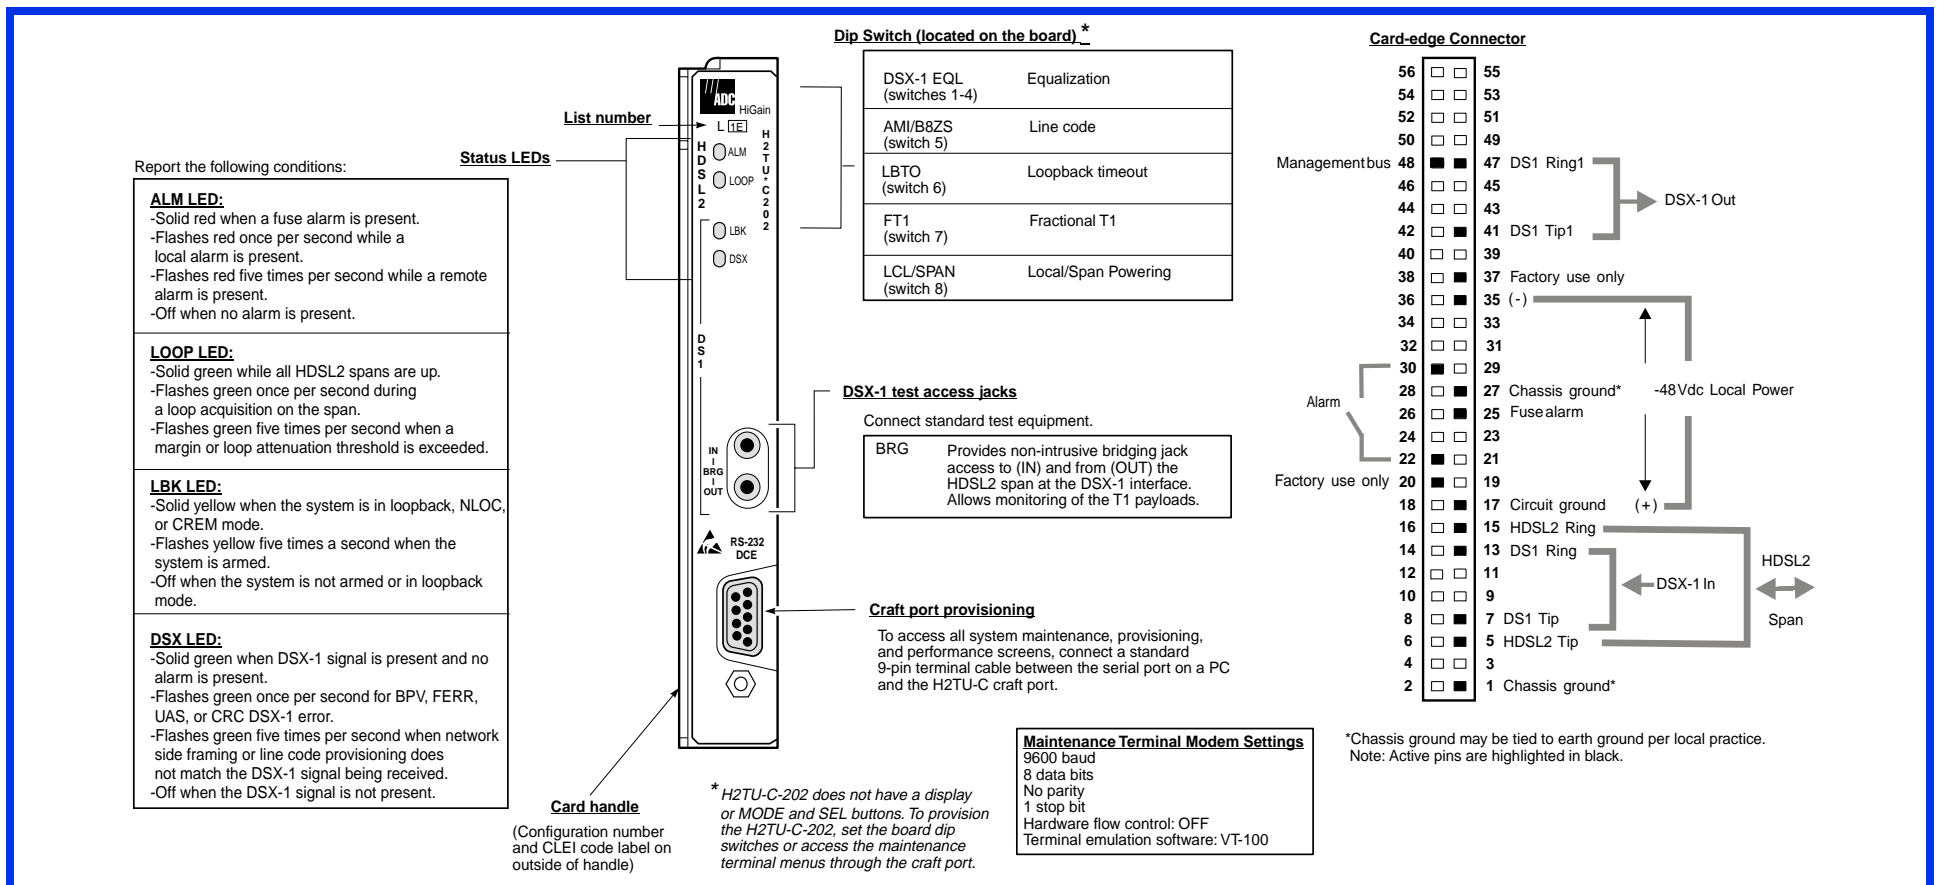 Report the following conditions:
ALM LED:
-Solid red when a fuse alarm is present.
-Flashes red once per second while a
local alarm is present.
-Flashes red five times per second while a remote
alarm is present.
-Off when no alarm is present.
LOOP LED:
-Solid green while all HDSL2 spans are up.
-Flashes green once per second during
a loop acquisition on the span.
-Flashes green five times per second when a
margin or loop attenuation threshold is exceeded.
LBK LED:
-Solid yellow when the system is in loopback, NLOC,
or CREM mode.
-Flashes yellow five times a second when the
system is armed.
-Off when the system is not armed or in loopback
mode.
DSX LED:
-Solid green when DSX-1 signal is present and no
alarm is present.
-Flashes green once per second for BPV, FERR,
UAS, or CRC DSX-1 error.
-Flashes green five times per second when network
side framing or line code provisioning does
not match the DSX-1 signal being received.
-Off when the DSX-1 signal is not present.
List number
Status LEDs
ADC
HiGain
L 1E
HDSL2
H2TU*C202
ALM
LOOP
LBK
DSX
DS1
IN
I
BRG
I
OUT
RS-232
DCE
Card handle
(Configuration number
and CLEI code label on
outside of handle)
Dip Switch (located on the board) *
DSX-1 EQL Equalization
(switches 1-4)
AMI/B8ZS Line code
(switch 5)
LBTO Loopback timeout
(switch 6)
FT1 Fractional T1
(switch 7)
LCL/SPAN Local/Span Powering
(switch 8)
DSX-1 test access jacks
Connect standard test equipment.
BRG Provides non-intrusive bridging jack
access to (IN) and from (OUT) the
HDSL2 span at the DSX-1 interface.
Allows monitoring of the T1 payloads.
Craft port provisioning
To access all system maintenance, provisioning,
and performance screens, connect a standard
9-pin terminal cable between the serial port on a PC
and the H2TU-C craft port.
* H2TU-C-202 does not have a display
or MODE and SEL buttons. To provision
the H2TU-C-202, set the board dip
switches or access the maintenance
terminal menus through the craft port.
Maintenance Terminal Modem Settings
9600 baud
8 data bits
No parity
1 stop bit
Hardware flow control: OFF
Terminal emulation software: VT-100
Card-edge Connector
56 55
54 53
52 51
50 49
Management bus 48 47 DS1 Ring1
46 45
44 43
42 41 DS1 Tip1
40 39
38 37 Factory use only
36 35 (-)
34 33
32 31
30 29
28 27 Chassis ground*
26 25 Fuse alarm
24 23
22 21
Factory use only 20 19
18 17 Circuit ground (+)
16 15 HDSL2 Ring
14 13 DS1 Ring
12 11
10 9
8 7 DS1 Tip
6 5 HDSL2 Tip
4 3
2 1 Chassis ground*
DSX-1 Out
Alarm
-48 Vdc Local Power
DSX-1 In
HDSL2
Span
*Chassis ground may be tied to earth ground per local practice.
Note: Active pins are highlighted in black.